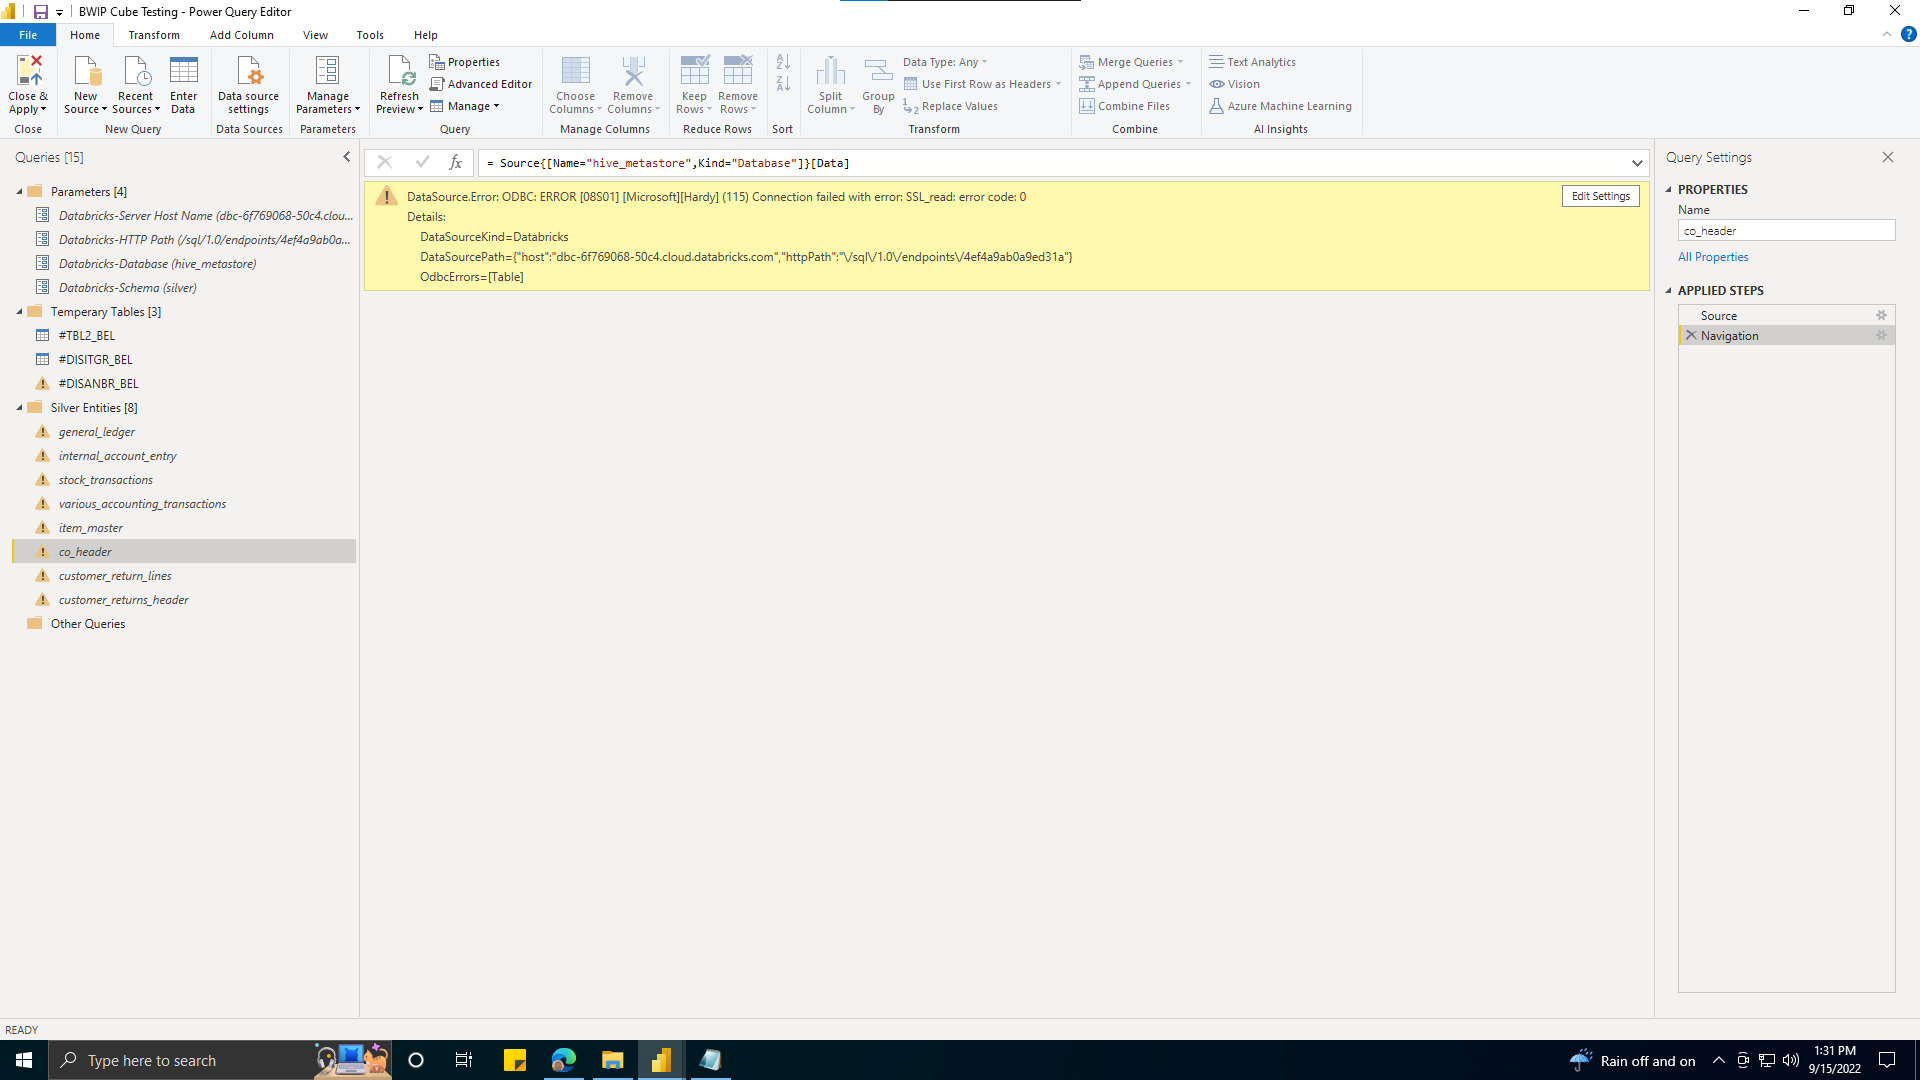 BWIP Cube Testing - Power Query Editor
File Home Transform Add Column View Tools Help
Close & Apply
New Source
Recent Sources
Enter Data
Data source settings
Manage Parameters
Refresh Preview
Properties
Advanced Editor
Manage
Choose Columns
Remove Columns
Keep Rows
Remove Rows
A Z
Z A
Split Column
Group By
Data Type: Any
Use First Row as Headers
1 2 Replace Values
Merge Queries
Append Queries
Combine Files
Text Analytics
Vision
Azure Machine Learning
Close New Query Data Sources Parameters Query Manage Columns Reduce Rows Sort Transform Combine AI Insights
Queries [15]
Parameters [4]
Databricks-Server Host Name (dbc-6f769068-50c4.clou...
Databricks-HTTP Path (/sql/1.0/endpoints/4ef4a9ab0a...
Databricks-Database (hive_metastore)
Databricks-Schema (silver)
Temperary Tables [3]
#TBL2_BEL
#DISITGR_BEL
#DISANBR_BEL
Silver Entities [8]
general_ledger
internal_account_entry
stock_transactions
various_accounting_transactions
item_master
co_header
customer_return_lines
customer_returns_header
Other Queries
fx
= Source{[Name="hive_metastore",Kind="Database"]}[Data]
DataSource.Error: ODBC: ERROR [08S01] [Microsoft][Hardy] (115) Connection failed with error: SSL_read: error code: 0
Edit Settings
Details:
DataSourceKind=Databricks
DataSourcePath={"host":"dbc-6f769068-50c4.cloud.databricks.com","httpPath":"\/sql\/1.0\/endpoints\/4ef4a9ab0a9ed31a"}
OdbcErrors=[Table]
Query Settings
PROPERTIES
Name
co_header
All Properties
APPLIED STEPS
Source
Navigation
READY
Type here to search
Rain off and on
1:31 PM
9/15/2022